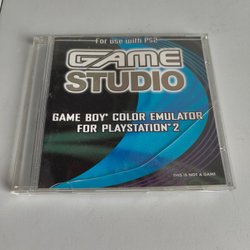 For use with PS2
GAME
STUDIO
GAME BOY® COLOR EMULATOR
FOR PLAYSTATION® 2
THIS IS NOT A GAME